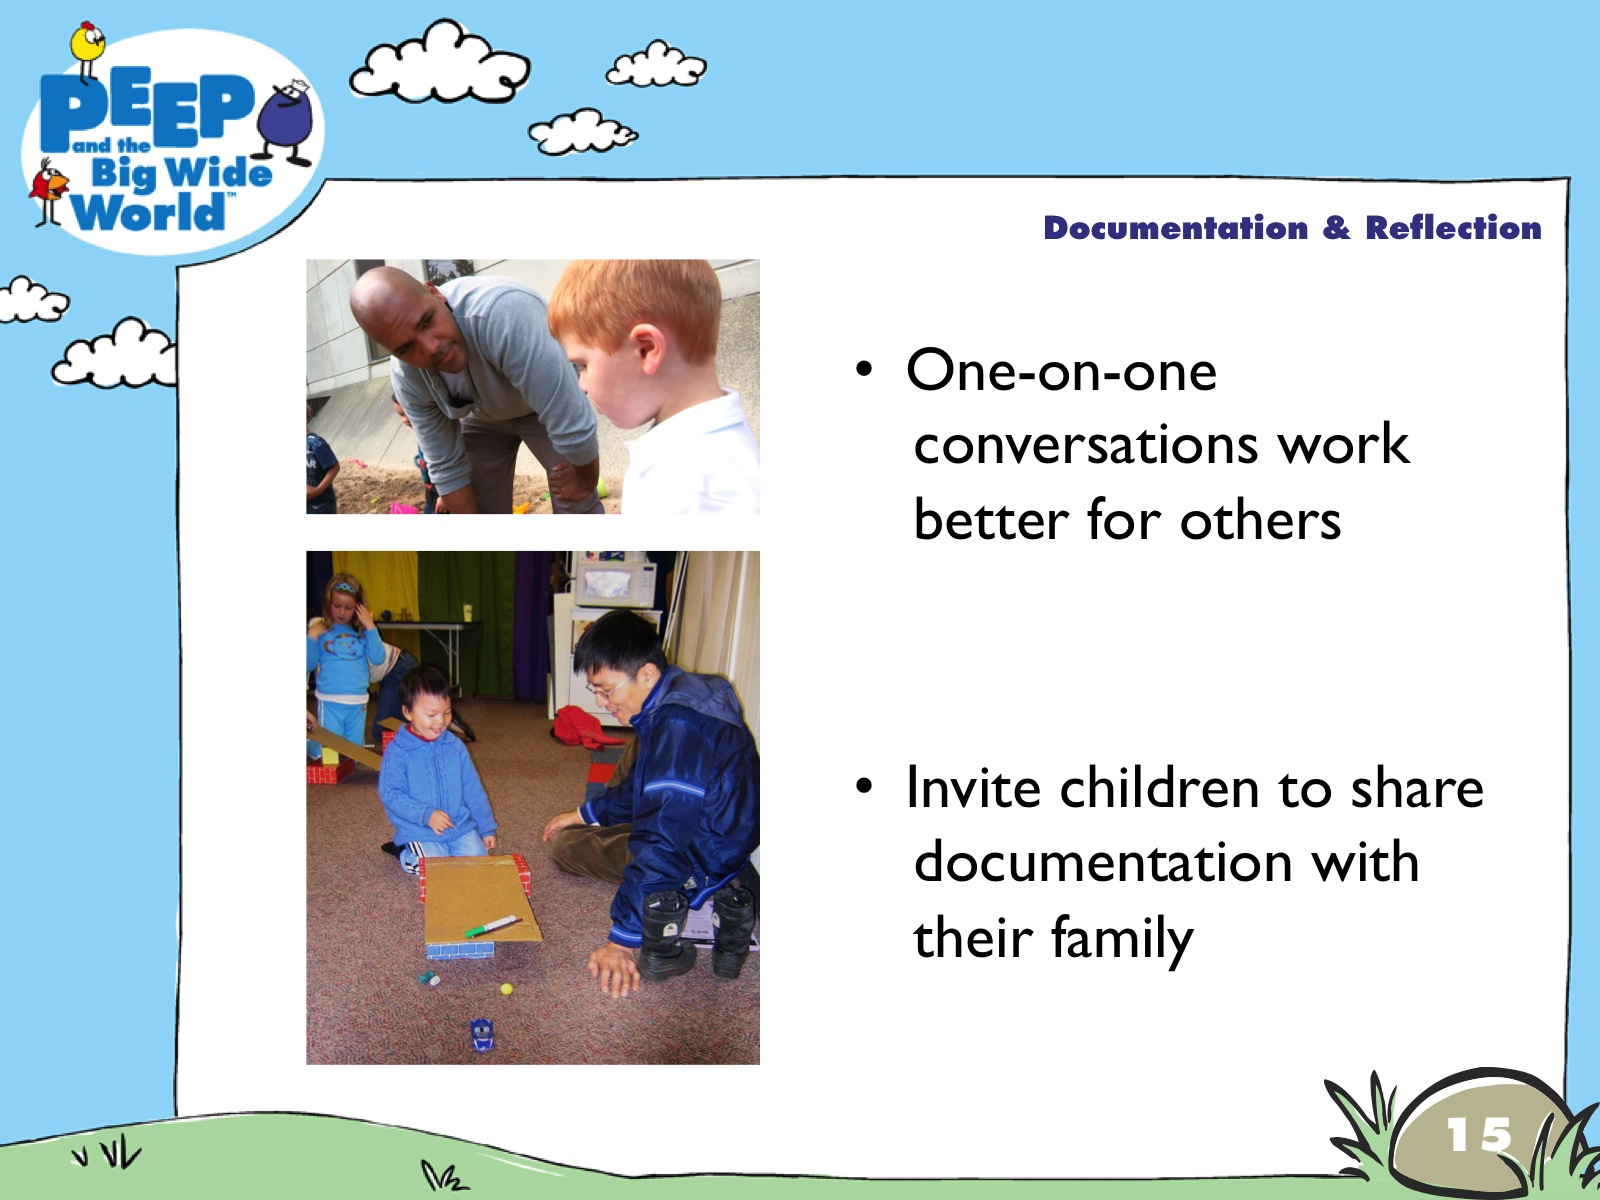 PEEP
and the
Big Wide
World™
Documentation & Reflection
• One-on-one
conversations work
better for others
• Invite children to share
documentation with
their family
15